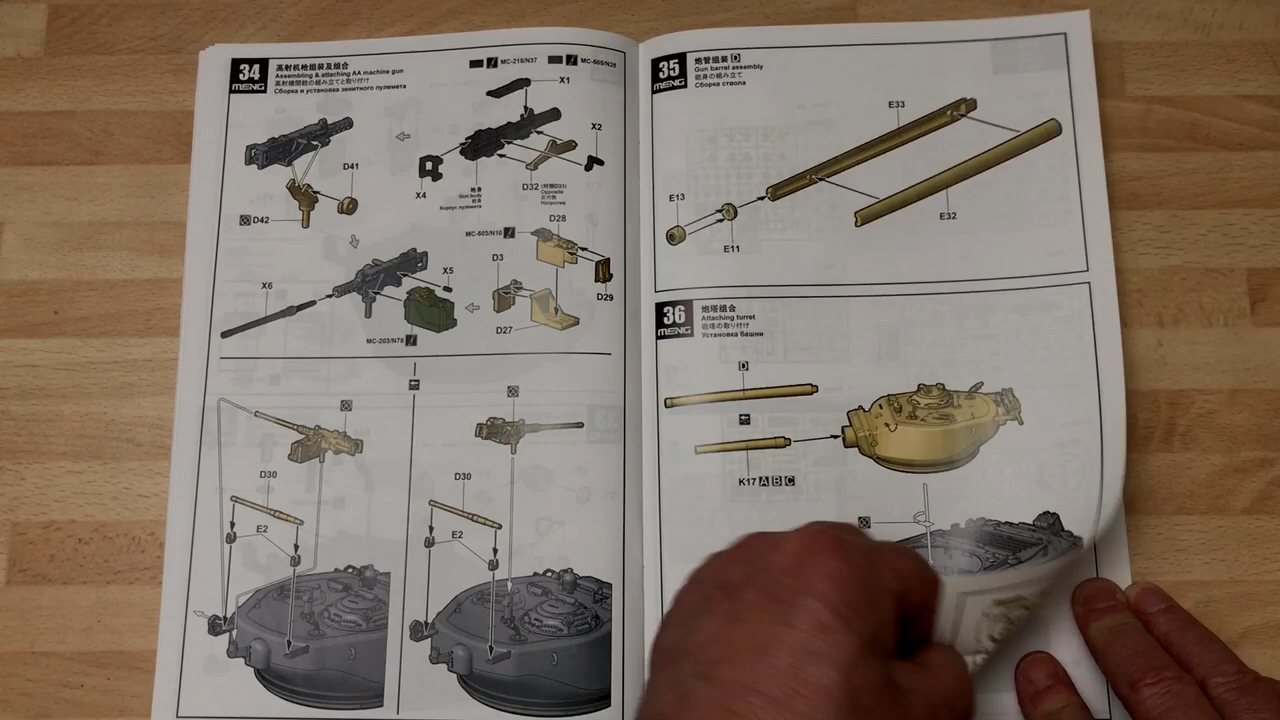 34
MENG
高射机枪组装及组合
Assembling & attaching AA machine gun
高射機関銃の組み立てと取り付け
Сборка и установка зенитного пулемета
MC-215/N37
MC-505/N28
X1
X2
X4
枪身
Gun body
銃身
Корпус пулемета
D32 (对侧D31)
Opposite
反対側
Напротив
D41
D42
D28
MC-503/N10
D3
D29
D27
X5
X6
MC-203/N78
D30
E2
D30
E2
35
MENG
炮管组装 D
Gun barrel assembly
砲身の組み立て
Сборка ствола
E33
E32
E13
E11
36
MENG
炮塔组合
Attaching turret
砲塔の取り付け
Установка башни
D
K17 A B C